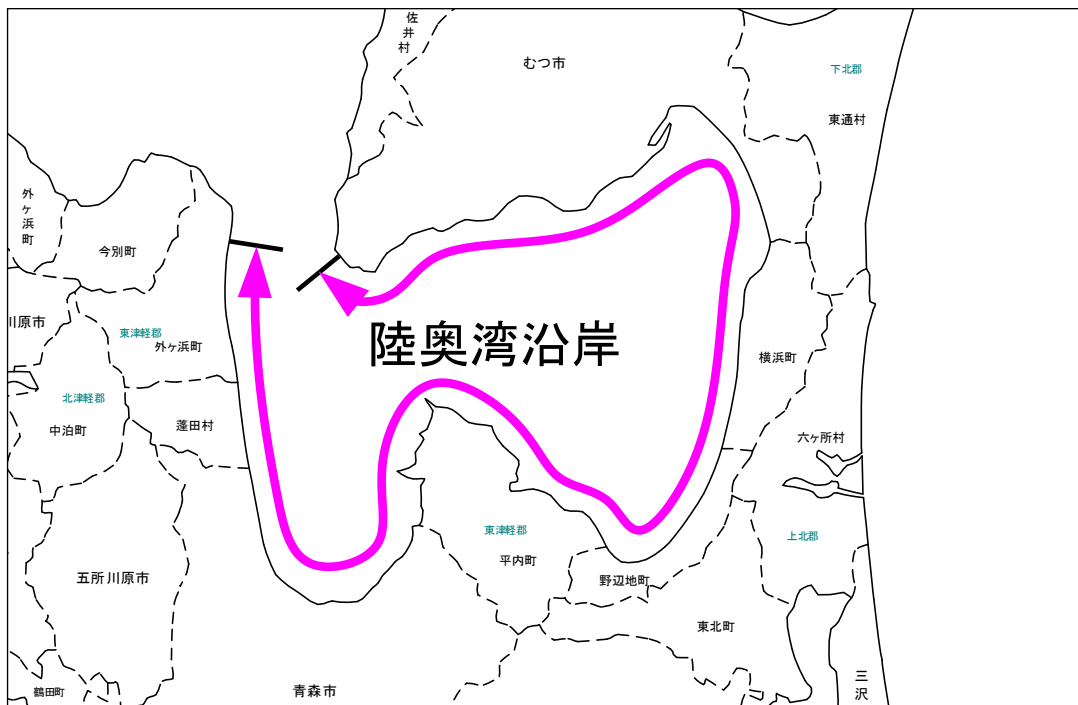 佐井村
むつ市
下北郡
東通村
外ヶ浜町
今別町
川原市
東津軽郡
外ヶ浜町
陸奥湾沿岸
横浜町
北津軽郡
中泊町
蓬田村
六ヶ所村
東津軽郡
平内町
上北郡
五所川原市
野辺地町
東北町
鶴田町
青森市
三沢